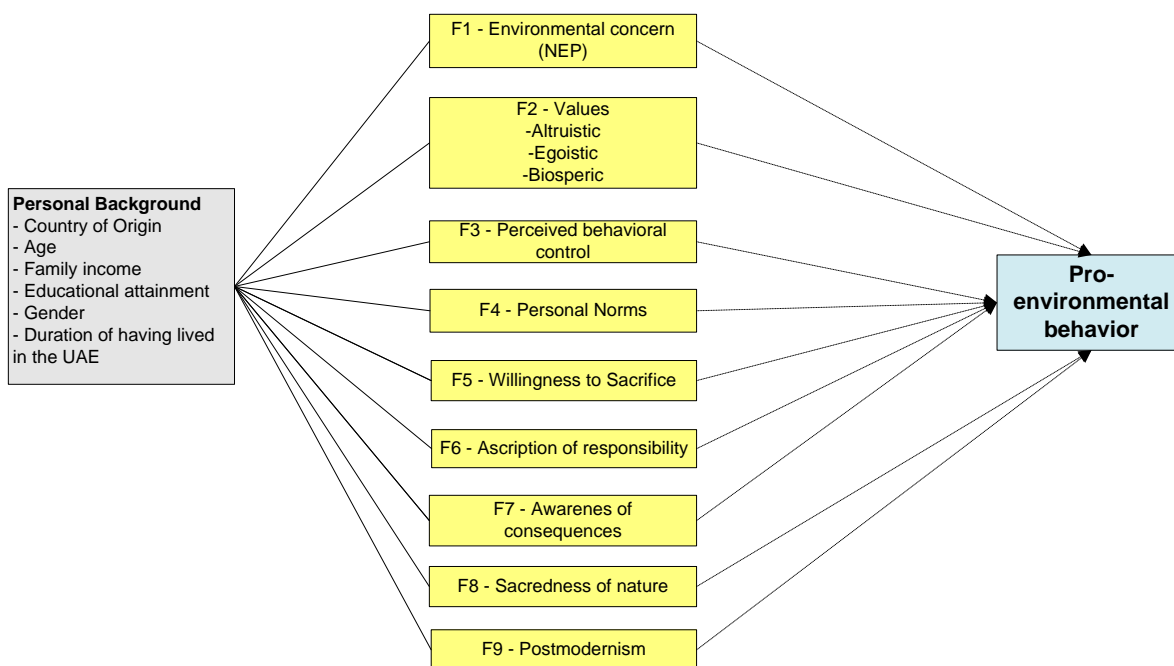 F1 - Environmental concern
(NEP)
F2 - Values
-Altruistic
-Egoistic
-Biosperic
Personal Background
- Country of Origin
- Age
- Family income
- Educational attainment
- Gender
- Duration of having lived
in the UAE
F3 - Perceived behavioral
control
F4 - Personal Norms
F5 - Willingness to Sacrifice
F6 - Ascription of responsibility
F7 - Awarenes of
consequences
F8 - Sacredness of nature
F9 - Postmodernism
Pro-
environmental
behavior